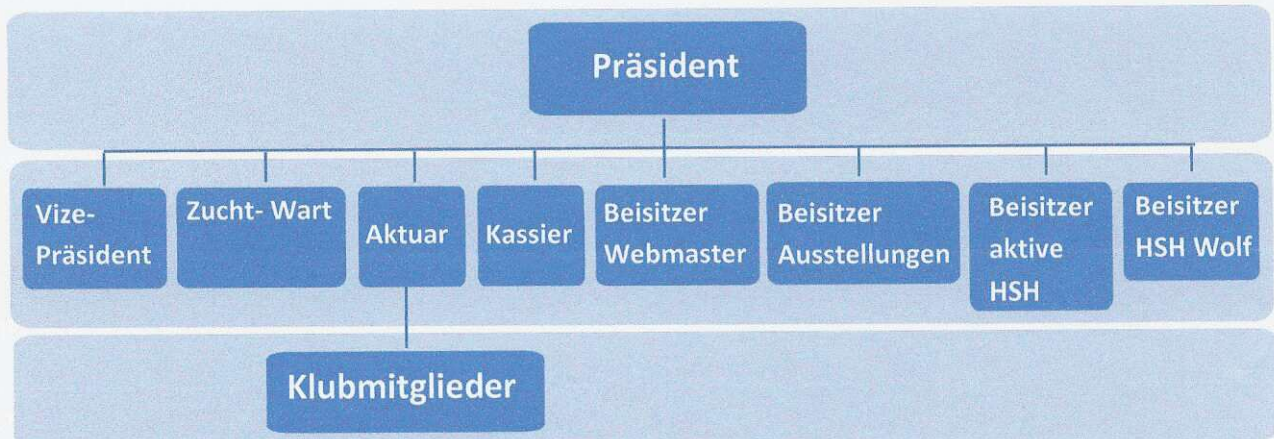 Präsident
Vize-
Präsident
Zucht- Wart
Aktuar
Kassier
Beisitzer
Webmaster
Beisitzer
Ausstellungen
Beisitzer
aktive
HSH
Beisitzer
HSH Wolf
Klubmitglieder